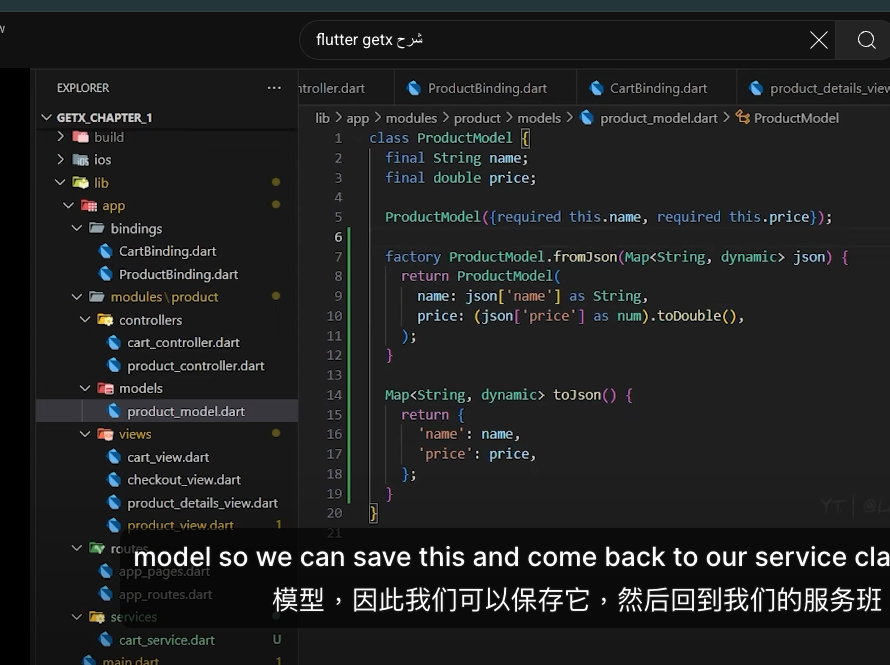 flutter getx شرح
EXPLORER
...
ntroller.dart
ProductBinding.dart
CartBinding.dart
product_details_view
GETX_CHAPTER_1
lib > app > modules > product > models > product_model.dart > ProductModel
build
ios
lib
app
bindings
CartBinding.dart
ProductBinding.dart
modules\product
controllers
cart_controller.dart
product_controller.dart
models
product_model.dart
views
cart_view.dart
checkout_view.dart
product_details_view.dart
product_view.dart 1
routes
app_pages.dart
app_routes.dart
services
cart_service.dart U
main.dart 1
1 class ProductModel {
2 final String name;
3 final double price;
4
5 ProductModel({required this.name, required this.price});
6
7 factory ProductModel.fromJson(Map<String, dynamic> json) {
8 return ProductModel(
9 name: json['name'] as String,
10 price: (json['price'] as num).toDouble(),
11 );
12 }
13
14 Map<String, dynamic> toJson() {
15 return {
16 'name': name,
17 'price': price,
18 };
19 }
20 }
21
YT
model so we can save this and come back to our service cla
模型，因此我们可以保存它，然后回到我们的服务班